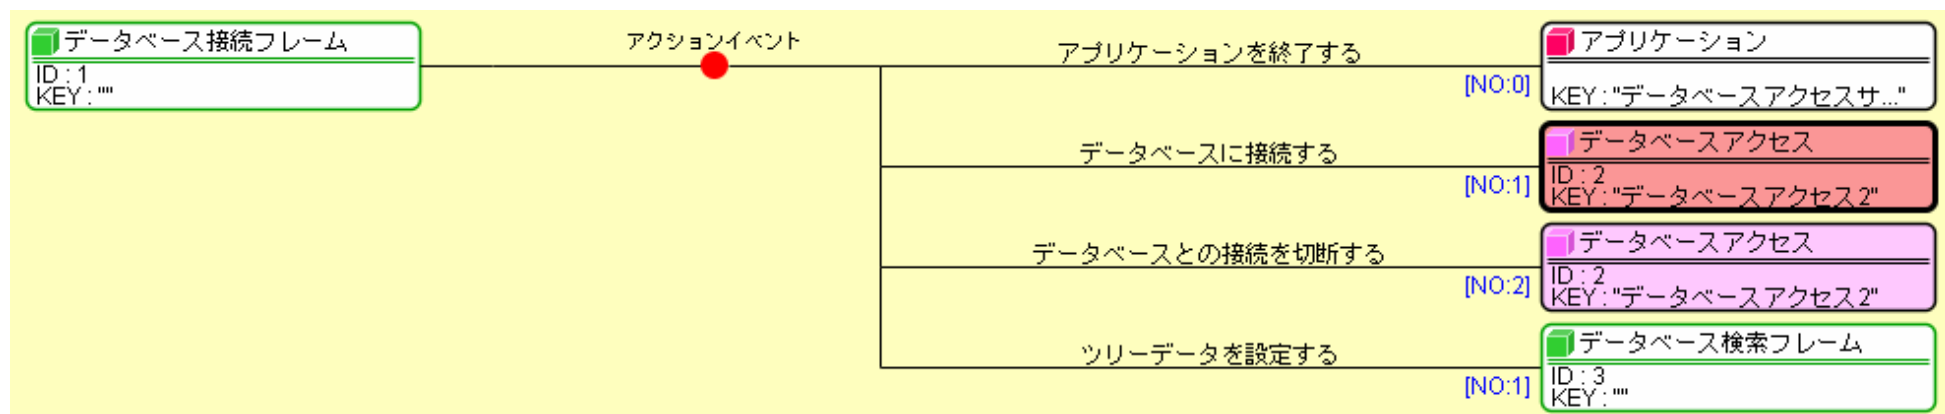 データベース接続フレーム
ID : 1
KEY : ""
アクションイベント
アプリケーションを終了する
[NO:0]
アプリケーション
KEY : "データベースアクセスサ..."
データベースに接続する
[NO:1]
データベースアクセス
ID : 2
KEY : "データベースアクセス2"
データベースとの接続を切断する
[NO:2]
データベースアクセス
ID : 2
KEY : "データベースアクセス2"
ツリーデータを設定する
[NO:1]
データベース検索フレーム
ID : 3
KEY : ""